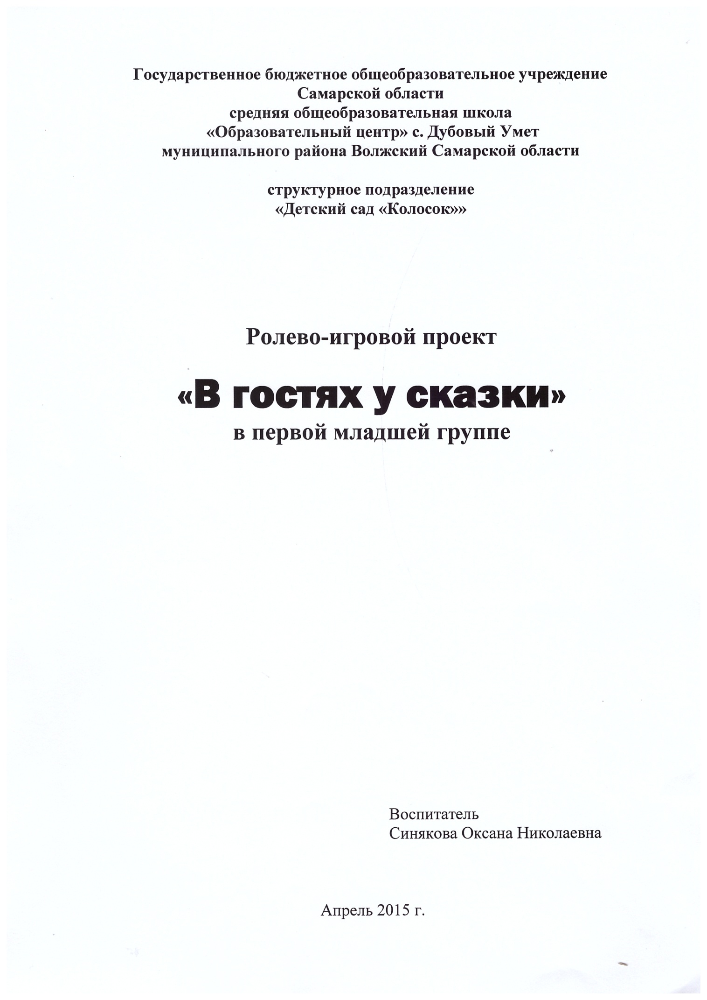 Государственное бюджетное общеобразовательное учреждение
Самарской области
средняя общеобразовательная школа
«Образовательный центр» с. Дубовый Умет
муниципального района Волжский Самарской области
структурное подразделение
«Детский сад «Колосок»»
Ролево-игровой проект
«В гостях у сказки»
в первой младшей группе
Воспитатель
Синякова Оксана Николаевна
Апрель 2015 г.